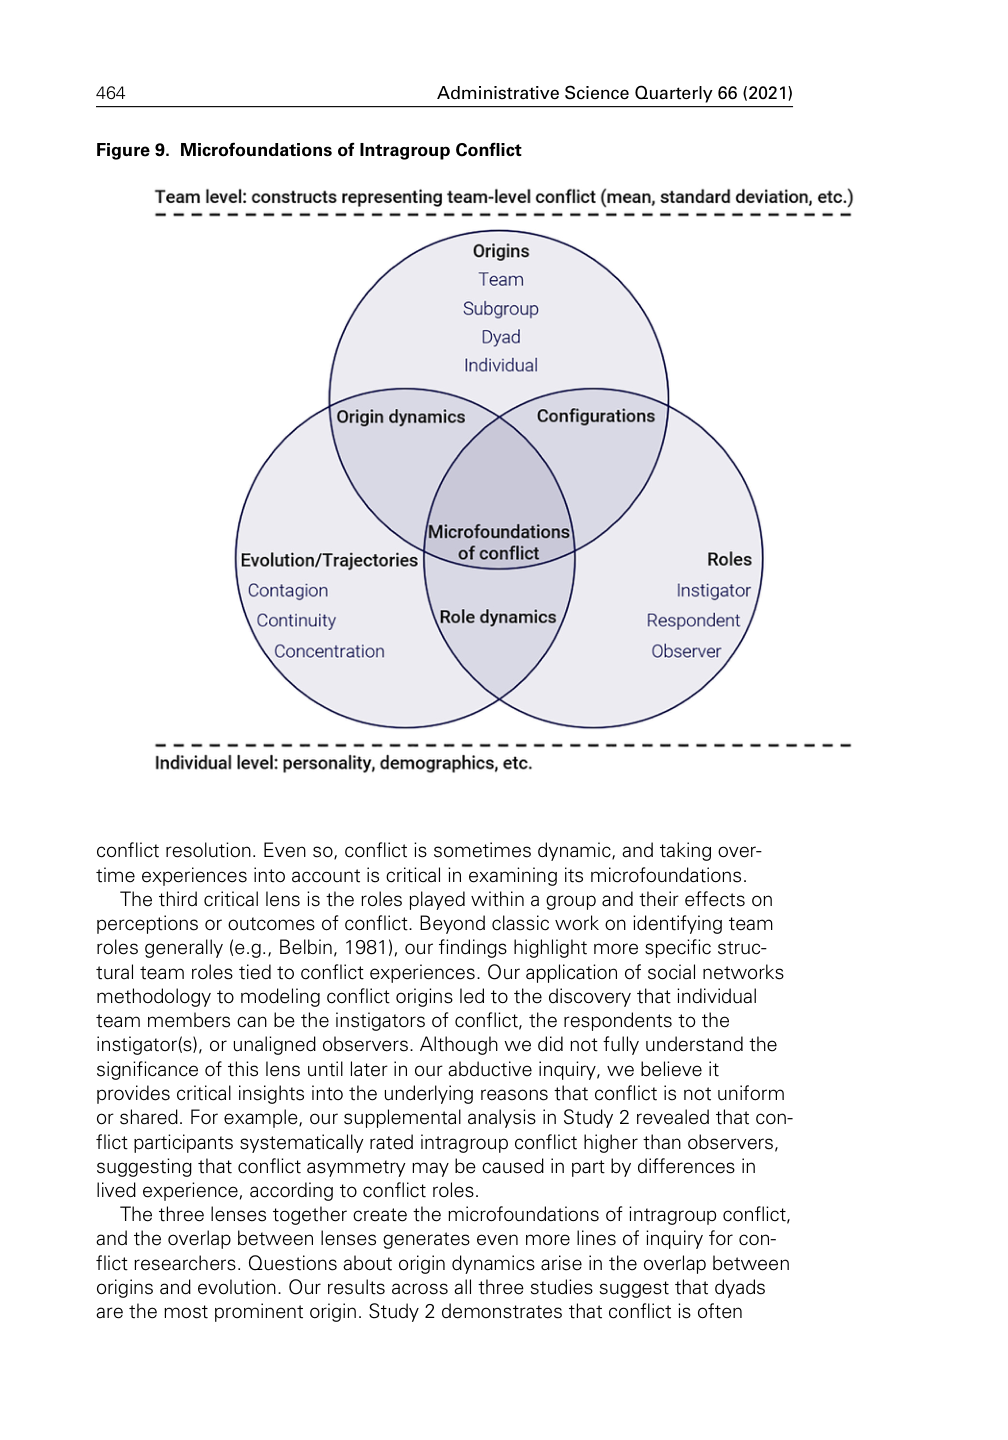 464
Administrative Science Quarterly 66 (2021)
Figure 9. Microfoundations of Intragroup Conflict
Team level: constructs representing team-level conflict (mean, standard deviation, etc.)
Origins
Team
Subgroup
Dyad
Individual
Origin dynamics
Configurations
Microfoundations
of conflict
Evolution/Trajectories
Contagion
Continuity
Concentration
Role dynamics
Roles
Instigator
Respondent
Observer
Individual level: personality, demographics, etc.
conflict resolution. Even so, conflict is sometimes dynamic, and taking over-
time experiences into account is critical in examining its microfoundations.
The third critical lens is the roles played within a group and their effects on
perceptions or outcomes of conflict. Beyond classic work on identifying team
roles generally (e.g., Belbin, 1981), our findings highlight more specific struc-
tural team roles tied to conflict experiences. Our application of social networks
methodology to modeling conflict origins led to the discovery that individual
team members can be the instigators of conflict, the respondents to the
instigator(s), or unaligned observers. Although we did not fully understand the
significance of this lens until later in our abductive inquiry, we believe it
provides critical insights into the underlying reasons that conflict is not uniform
or shared. For example, our supplemental analysis in Study 2 revealed that con-
flict participants systematically rated intragroup conflict higher than observers,
suggesting that conflict asymmetry may be caused in part by differences in
lived experience, according to conflict roles.
The three lenses together create the microfoundations of intragroup conflict,
and the overlap between lenses generates even more lines of inquiry for con-
flict researchers. Questions about origin dynamics arise in the overlap between
origins and evolution. Our results across all three studies suggest that dyads
are the most prominent origin. Study 2 demonstrates that conflict is often